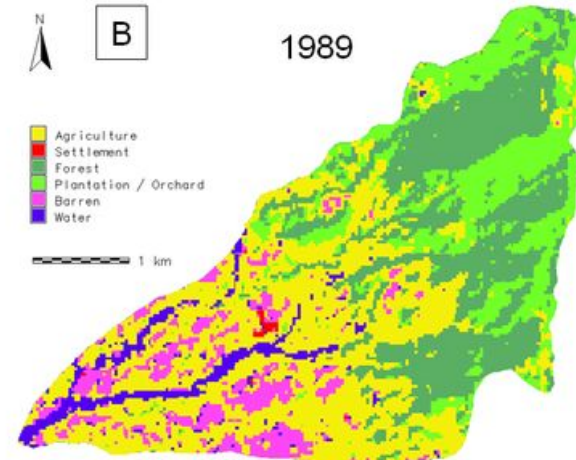 N
B
1989
Agriculture
Settlement
Forest
Plantation / Orchard
Barren
Water
1 km